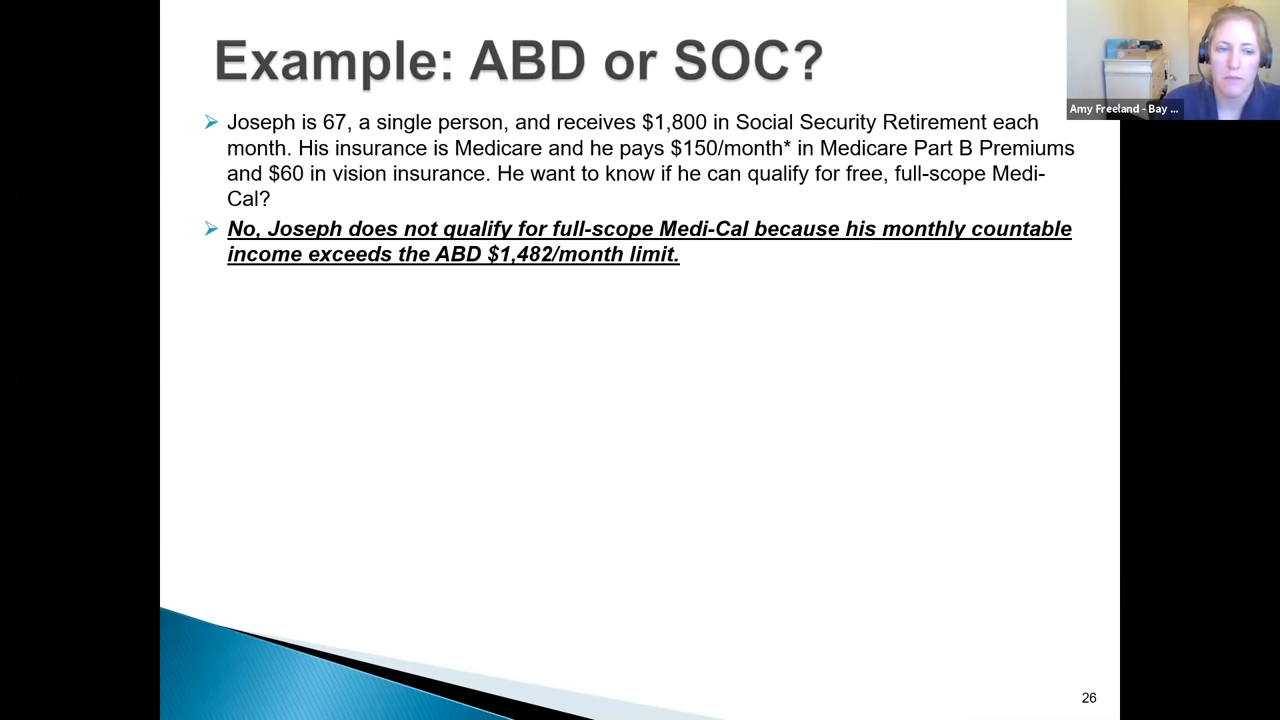 Example: ABD or SOC?
Amy Freeland - Bay ...
Joseph is 67, a single person, and receives $1,800 in Social Security Retirement each
month. His insurance is Medicare and he pays $150/month* in Medicare Part B Premiums
and $60 in vision insurance. He want to know if he can qualify for free, full-scope Medi-
Cal?
No, Joseph does not qualify for full-scope Medi-Cal because his monthly countable
income exceeds the ABD $1,482/month limit.
26